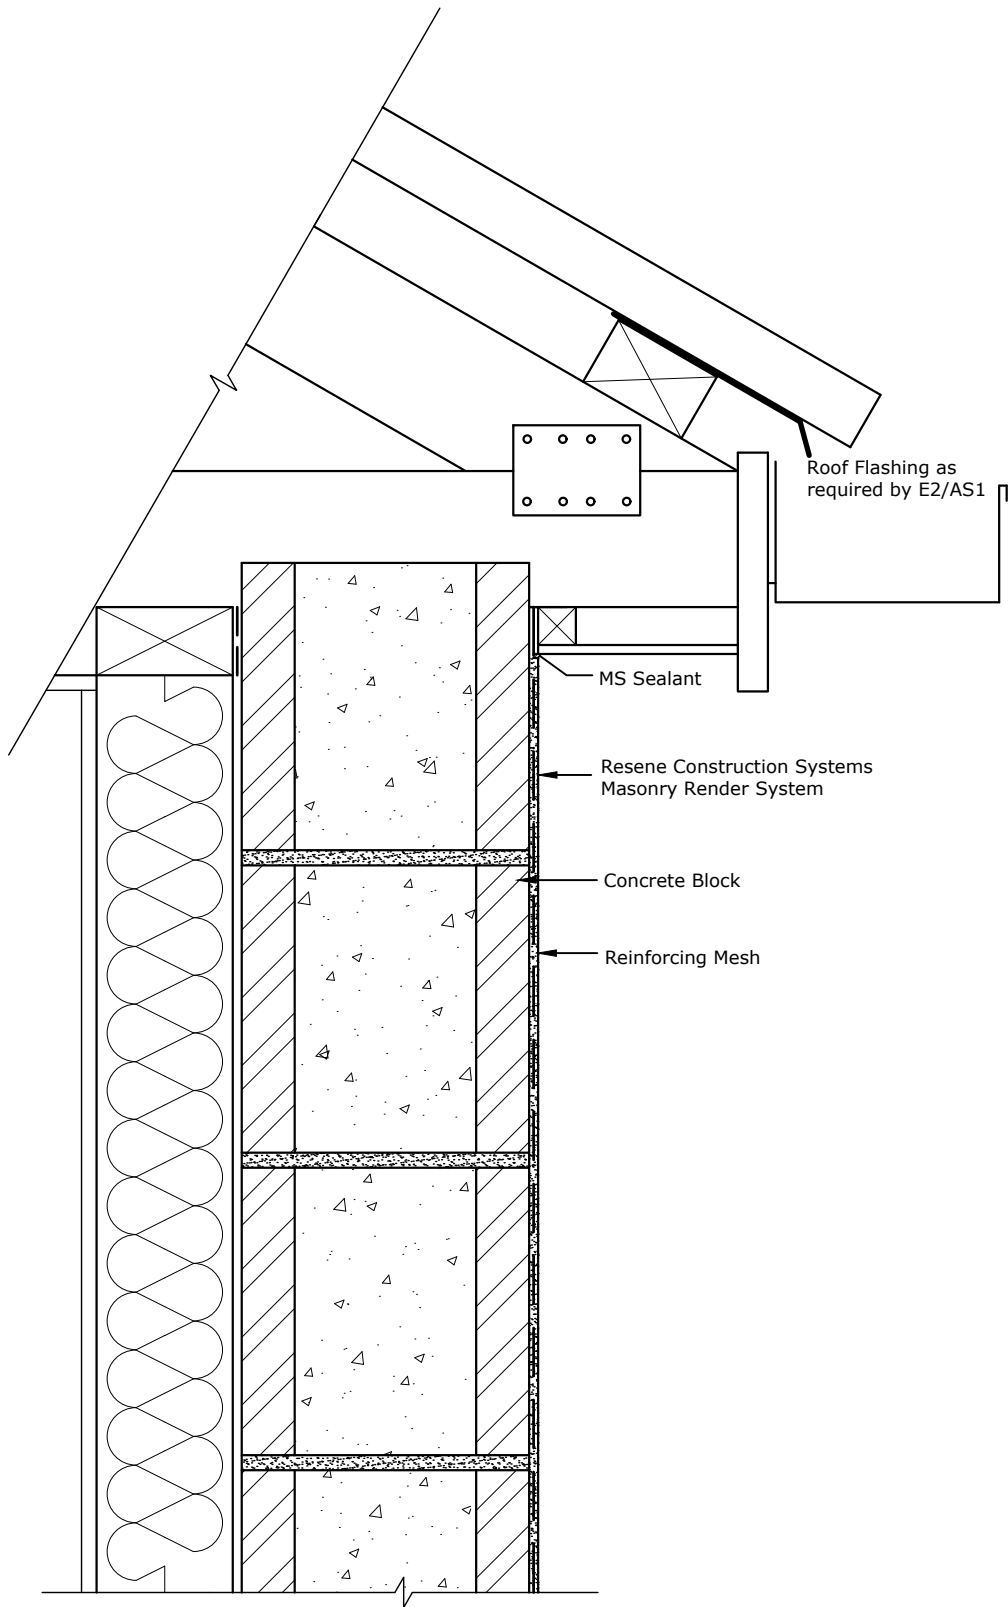 Roof Flashing as
required by E2/AS1
MS Sealant
Resene Construction Systems
Masonry Render System
Concrete Block
Reinforcing Mesh